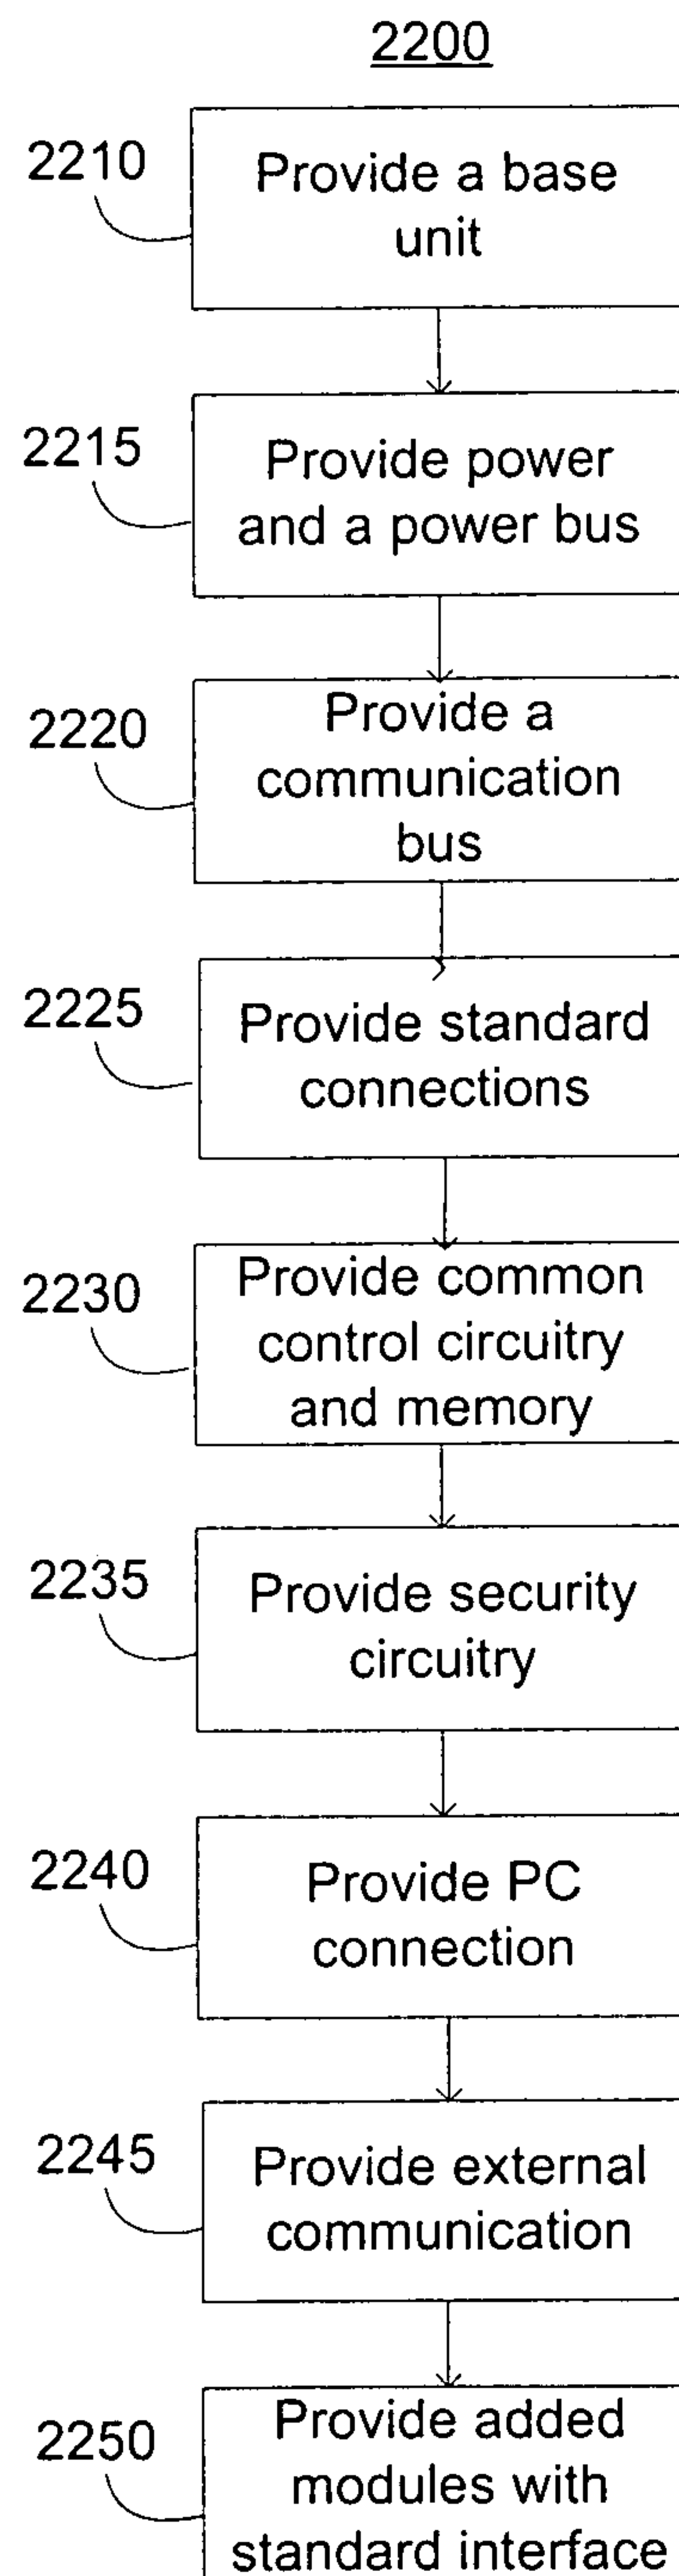 2200
2210
Provide a base
unit
2215
Provide power
and a power bus
2220
Provide a
communication
bus
2225
Provide standard
connections
2230
Provide common
control circuitry
and memory
2235
Provide security
circuitry
2240
Provide PC
connection
2245
Provide external
communication
2250
Provide added
modules with
standard interface